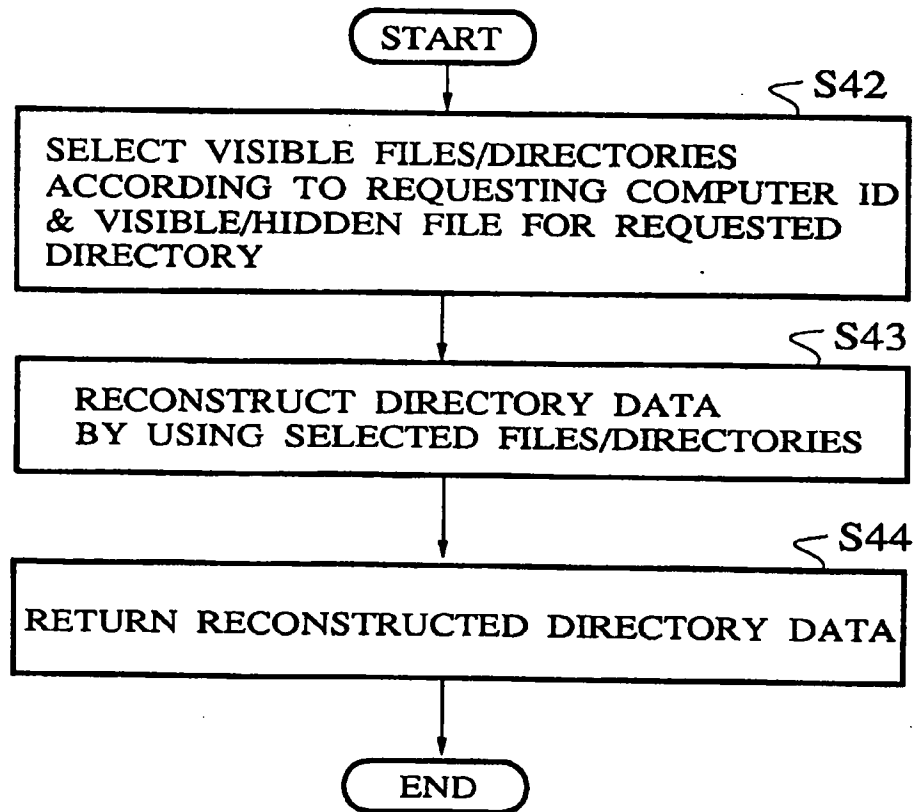 START
S42
SELECT VISIBLE FILES/DIRECTORIES
ACCORDING TO REQUESTING COMPUTER ID
& VISIBLE/HIDDEN FILE FOR REQUESTED
DIRECTORY
S43
RECONSTRUCT DIRECTORY DATA
BY USING SELECTED FILES/DIRECTORIES
S44
RETURN RECONSTRUCTED DIRECTORY DATA
END